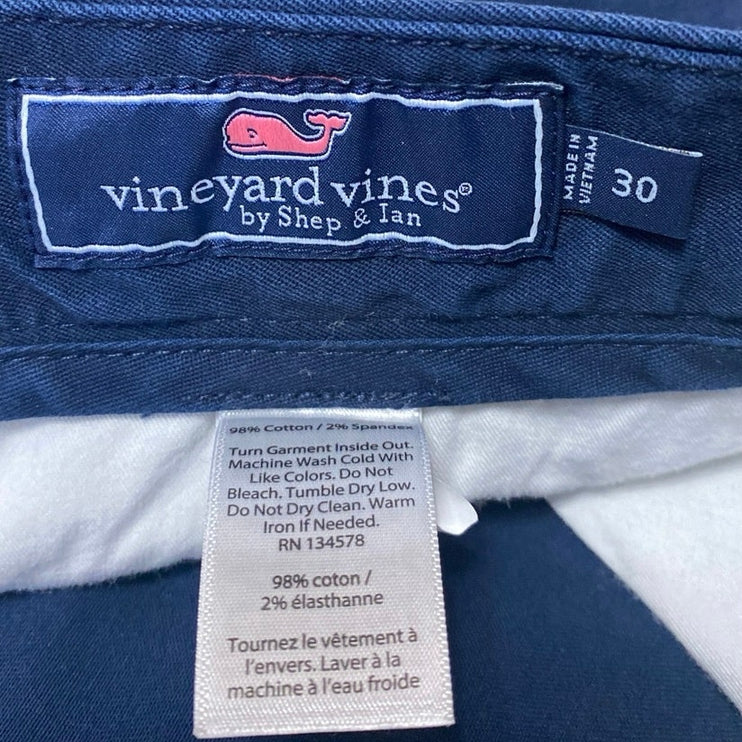 vineyard vines®
by Shep & Ian
MADE IN
VIETNAM
30
98% Cotton / 2% Spandex
Turn Garment Inside Out.
Machine Wash Cold With
Like Colors. Do Not
Bleach. Tumble Dry Low.
Do Not Dry Clean. Warm
Iron If Needed.
RN 134578
98% coton /
2% élasthanne
Tournez le vêtement à
l'envers. Laver à la
machine à l'eau froide